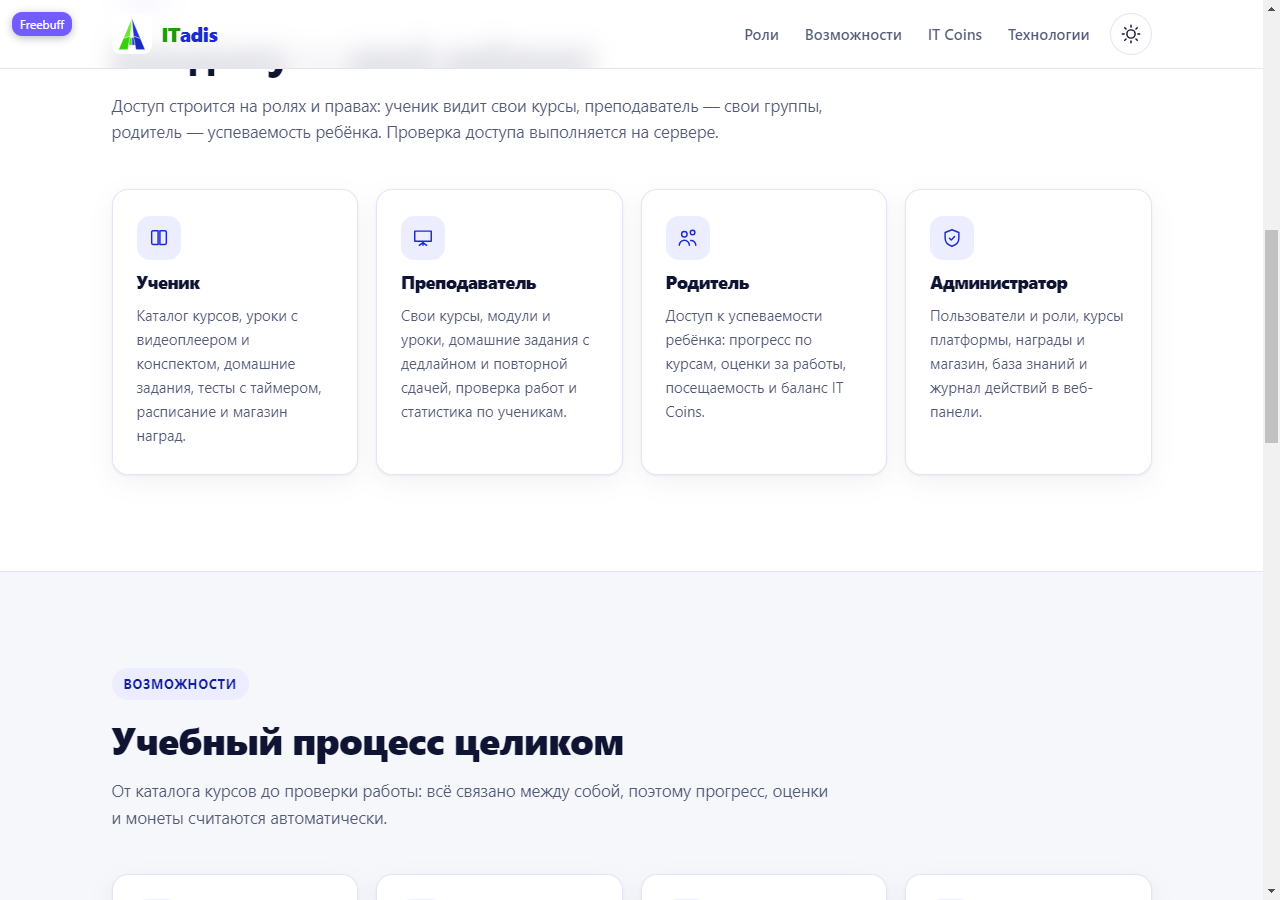 Freebuff
ITadis
Роли
Возможности
IT Coins
Технологии
Доступ строится на ролях и правах: ученик видит свои курсы, преподаватель — свои группы,
родитель — успеваемость ребёнка. Проверка доступа выполняется на сервере.
Ученик
Каталог курсов, уроки с
видеоплеером и
конспектом, домашние
задания, тесты с таймером,
расписание и магазин
наград.
Преподаватель
Свои курсы, модули и
уроки, домашние задания с
дедлайном и повторной
сдачей, проверка работ и
статистика по ученикам.
Родитель
Доступ к успеваемости
ребёнка: прогресс по
курсам, оценки за работы,
посещаемость и баланс IT
Coins.
Администратор
Пользователи и роли, курсы
платформы, награды и
магазин, база знаний и
журнал действий в веб-
панели.
ВОЗМОЖНОСТИ
Учебный процесс целиком
От каталога курсов до проверки работы: всё связано между собой, поэтому прогресс, оценки
и монеты считаются автоматически.